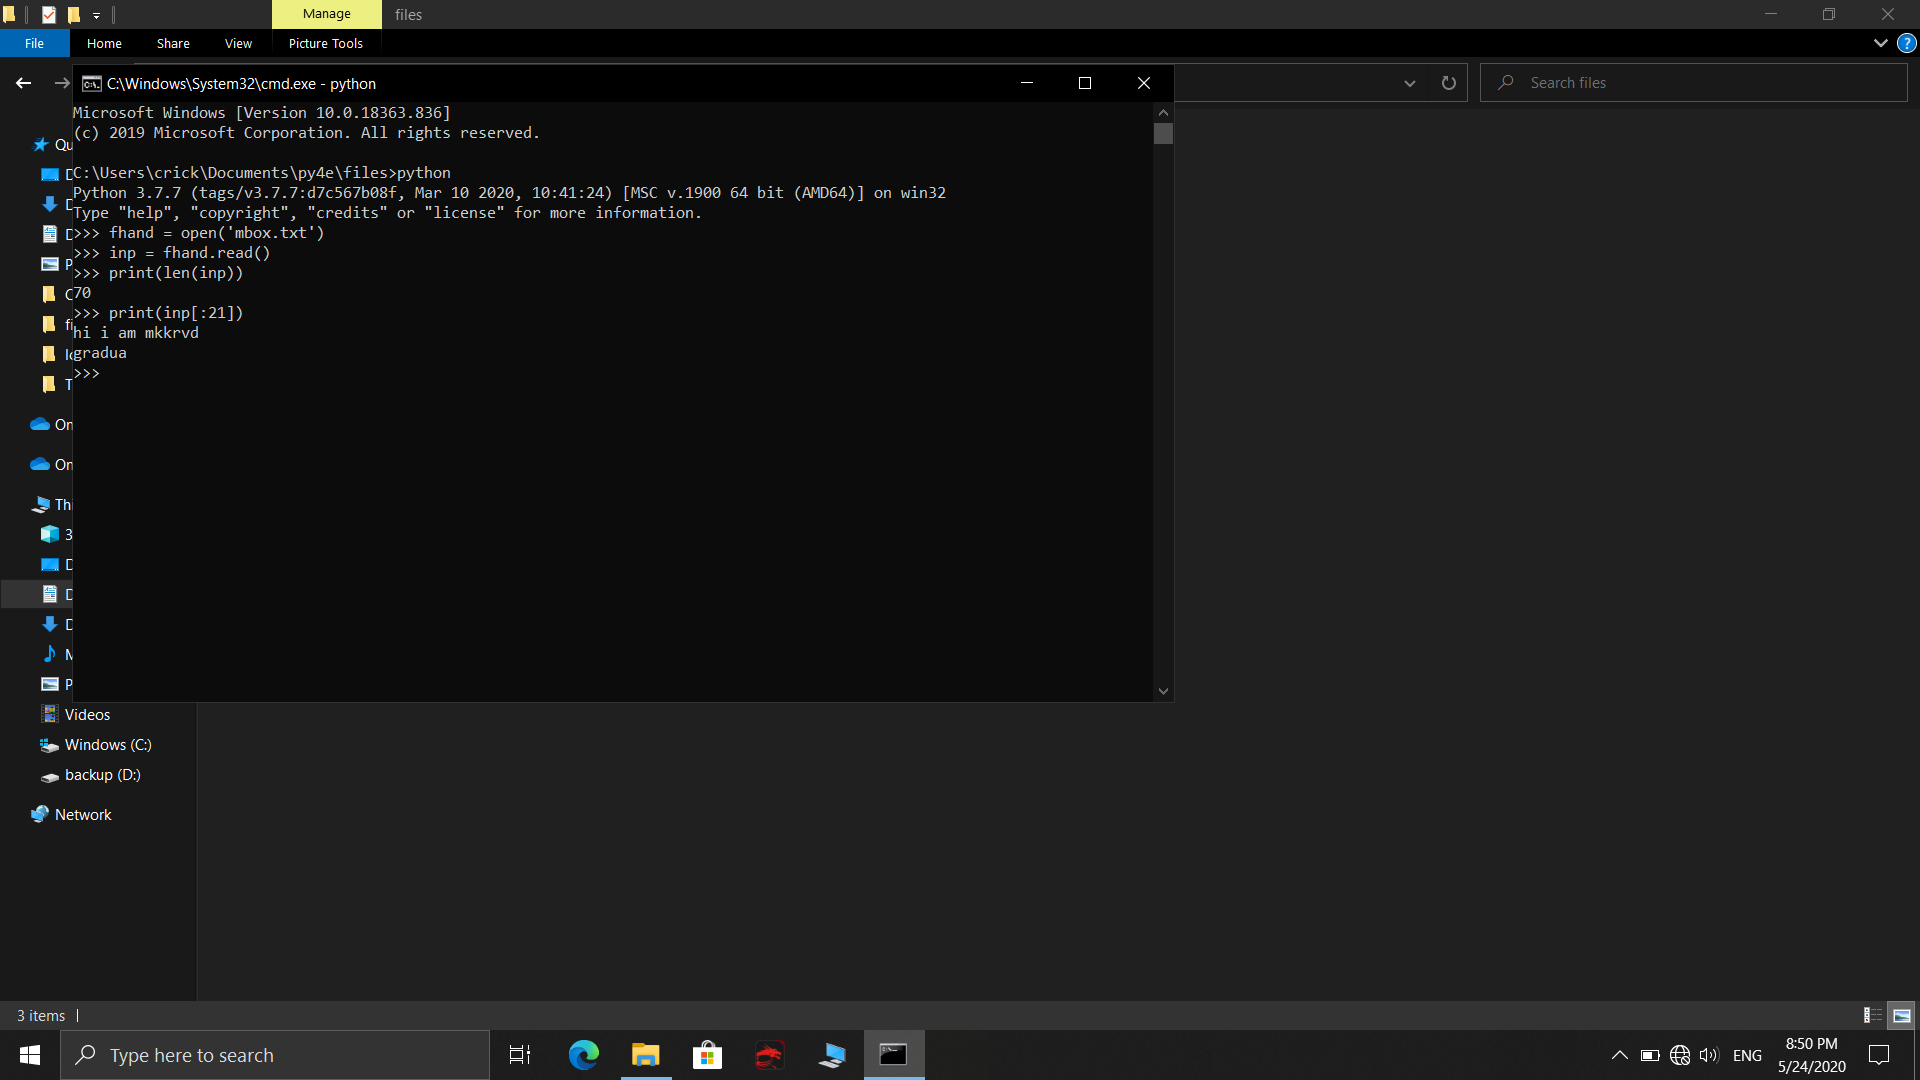 Manage
files
File
Home
Share
View
Picture Tools
Search files
C:\Windows\System32\cmd.exe - python
Microsoft Windows [Version 10.0.18363.836]
(c) 2019 Microsoft Corporation. All rights reserved.
C:\Users\crick\Documents\py4e\files>python
Python 3.7.7 (tags/v3.7.7:d7c567b08f, Mar 10 2020, 10:41:24) [MSC v.1900 64 bit (AMD64)] on win32
Type "help", "copyright", "credits" or "license" for more information.
>>> fhand = open('mbox.txt')
>>> inp = fhand.read()
>>> print(len(inp))
70
>>> print(inp[:21])
hi i am mkkrvd
gradua
>>>
Videos
Windows (C:)
backup (D:)
Network
3 items
Type here to search
ENG
8:50 PM
5/24/2020